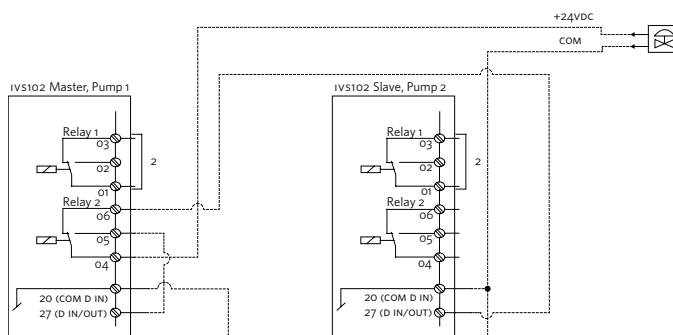 +24VDC
COM
IVS102 Master, Pump 1
IVS102 Slave, Pump 2
Relay 1
03
02
01
2
Relay 2
06
05
04
20 (COM D IN)
27 (D IN/OUT)
Relay 1
03
02
01
2
Relay 2
06
05
04
20 (COM D IN)
27 (D IN/OUT)